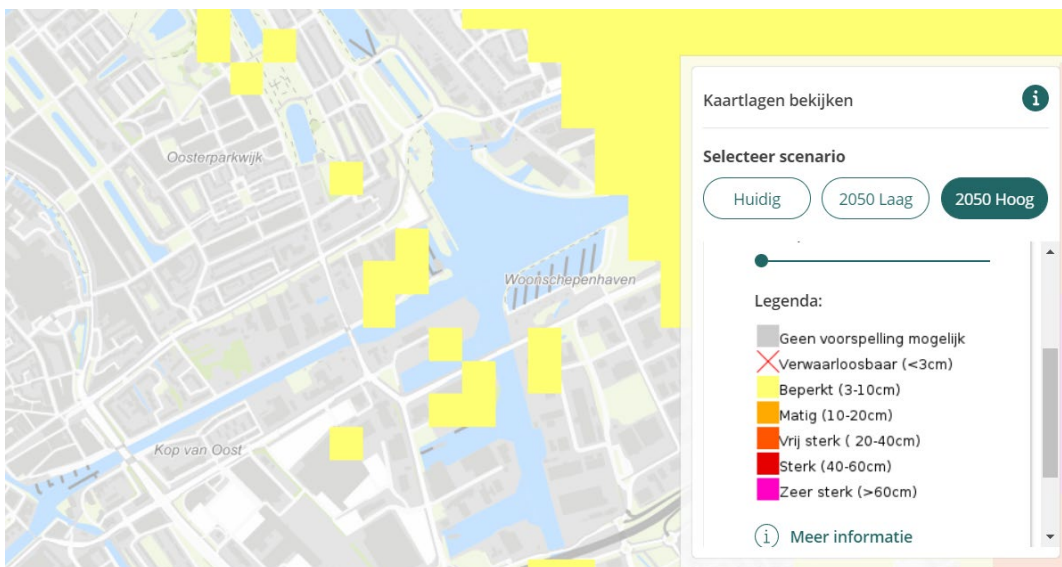 Oosterparkwijk
Woonschepenhaven
Kop van Oost
Kaartlagen bekijken
Selecteer scenario
Huidig
2050 Laag
2050 Hoog
Legenda:
Geen voorspelling mogelijk
Verwaarloosbaar (<3cm)
Beperkt (3-10cm)
Matig (10-20cm)
Vrij sterk ( 20-40cm)
Sterk (40-60cm)
Zeer sterk (>60cm)
Meer informatie